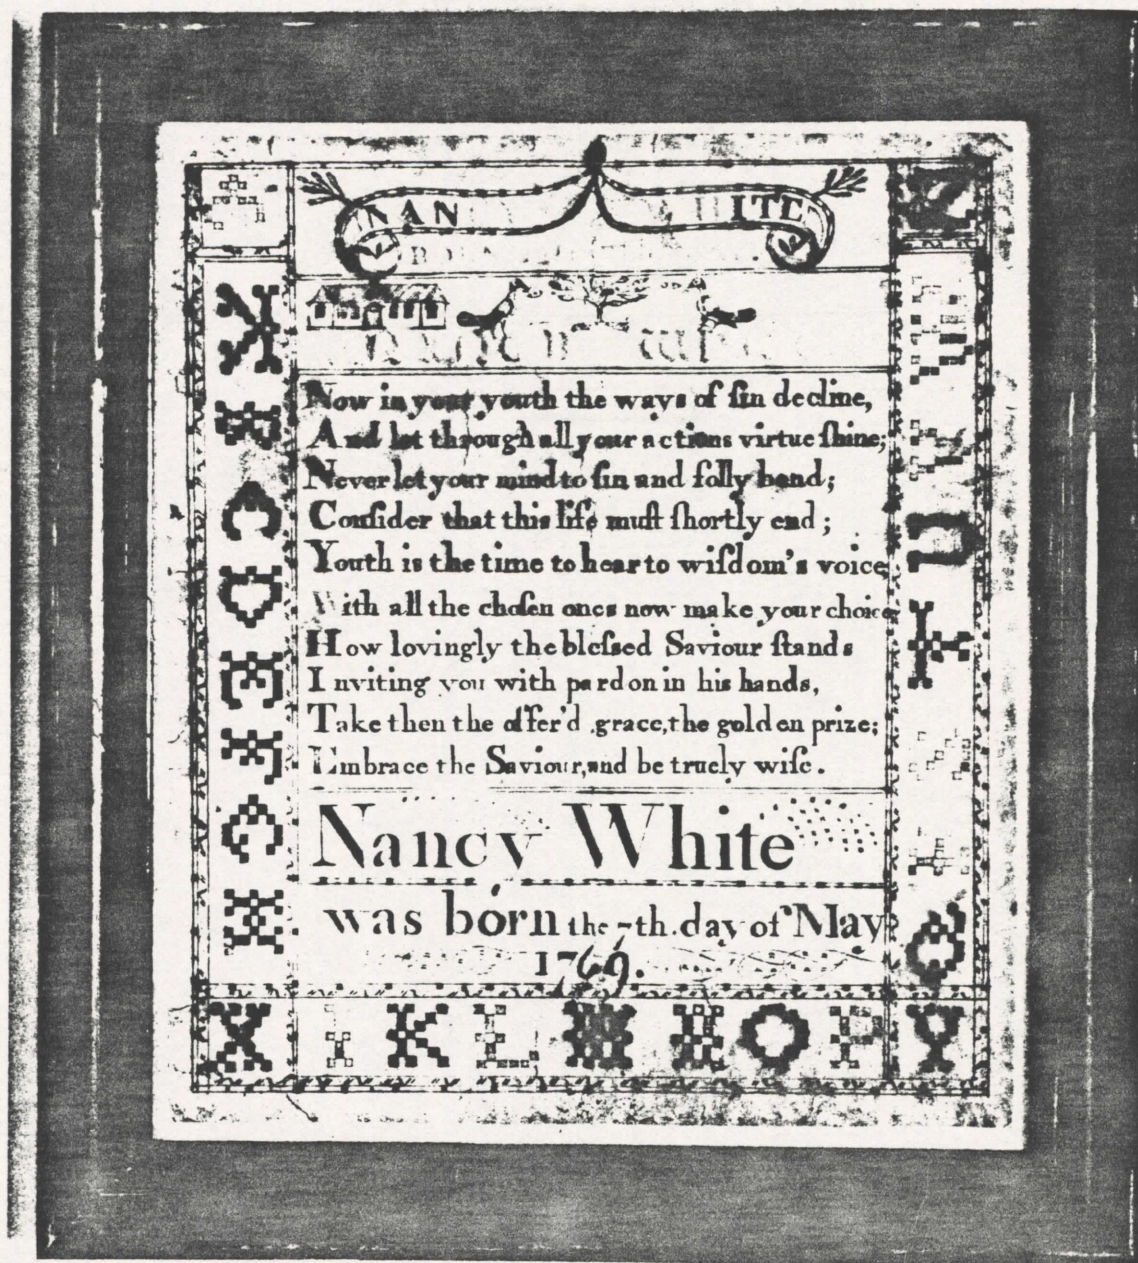 NAN ITE
Now in your youth the ways of ſin decline,
And let through all your actions virtue ſhine;
Never let your mind to ſin and folly bend;
Conſider that this life muſt ſhortly end;
Youth is the time to hear to wiſdom's voice,
With all the choſen ones now make your choice
How lovingly the bleſsed Saviour ſtands
Inviting you with pardon in his hands,
Take then the offer'd grace, the golden prize;
Embrace the Saviour, and be truely wiſe.
Nancy White
was born the 7th. day of May
1769.
A B C D E F G H
I K L M N O P
Q
X Y